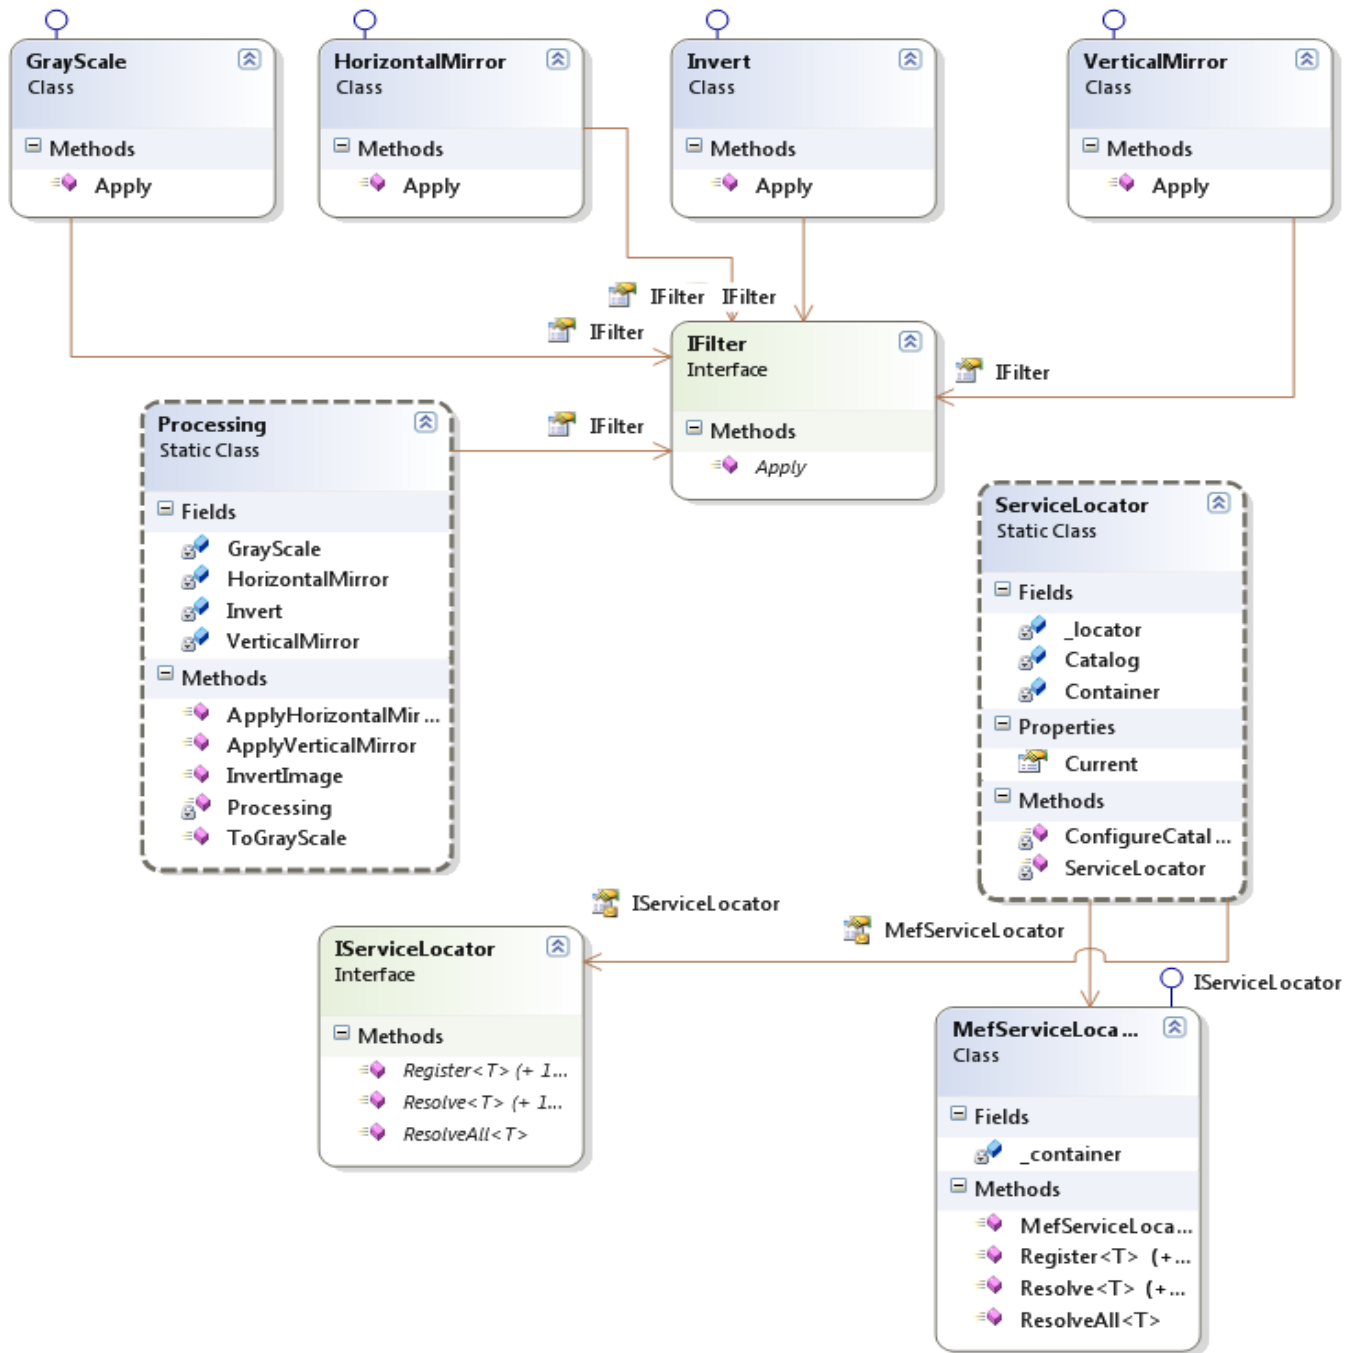 GrayScale
Class
Methods
Apply
HorizontalMirror
Class
Methods
Apply
Invert
Class
Methods
Apply
VerticalMirror
Class
Methods
Apply
IFilter IFilter
IFilter
IFilter
IFilter
IFilter
Interface
Methods
Apply
Processing
Static Class
Fields
GrayScale
HorizontalMirror
Invert
VerticalMirror
Methods
ApplyHorizontalMir...
ApplyVerticalMirror
InvertImage
Processing
ToGrayScale
ServiceLocator
Static Class
Fields
_locator
Catalog
Container
Properties
Current
Methods
ConfigureCatal...
ServiceLocator
IServiceLocator
MefServiceLocator
IServiceLocator
IServiceLocator
Interface
Methods
Register<T> (+ 1...
Resolve<T> (+ 1...
ResolveAll<T>
MefServiceLoca...
Class
Fields
_container
Methods
MefServiceLoca...
Register<T> (+...
Resolve<T> (+...
ResolveAll<T>